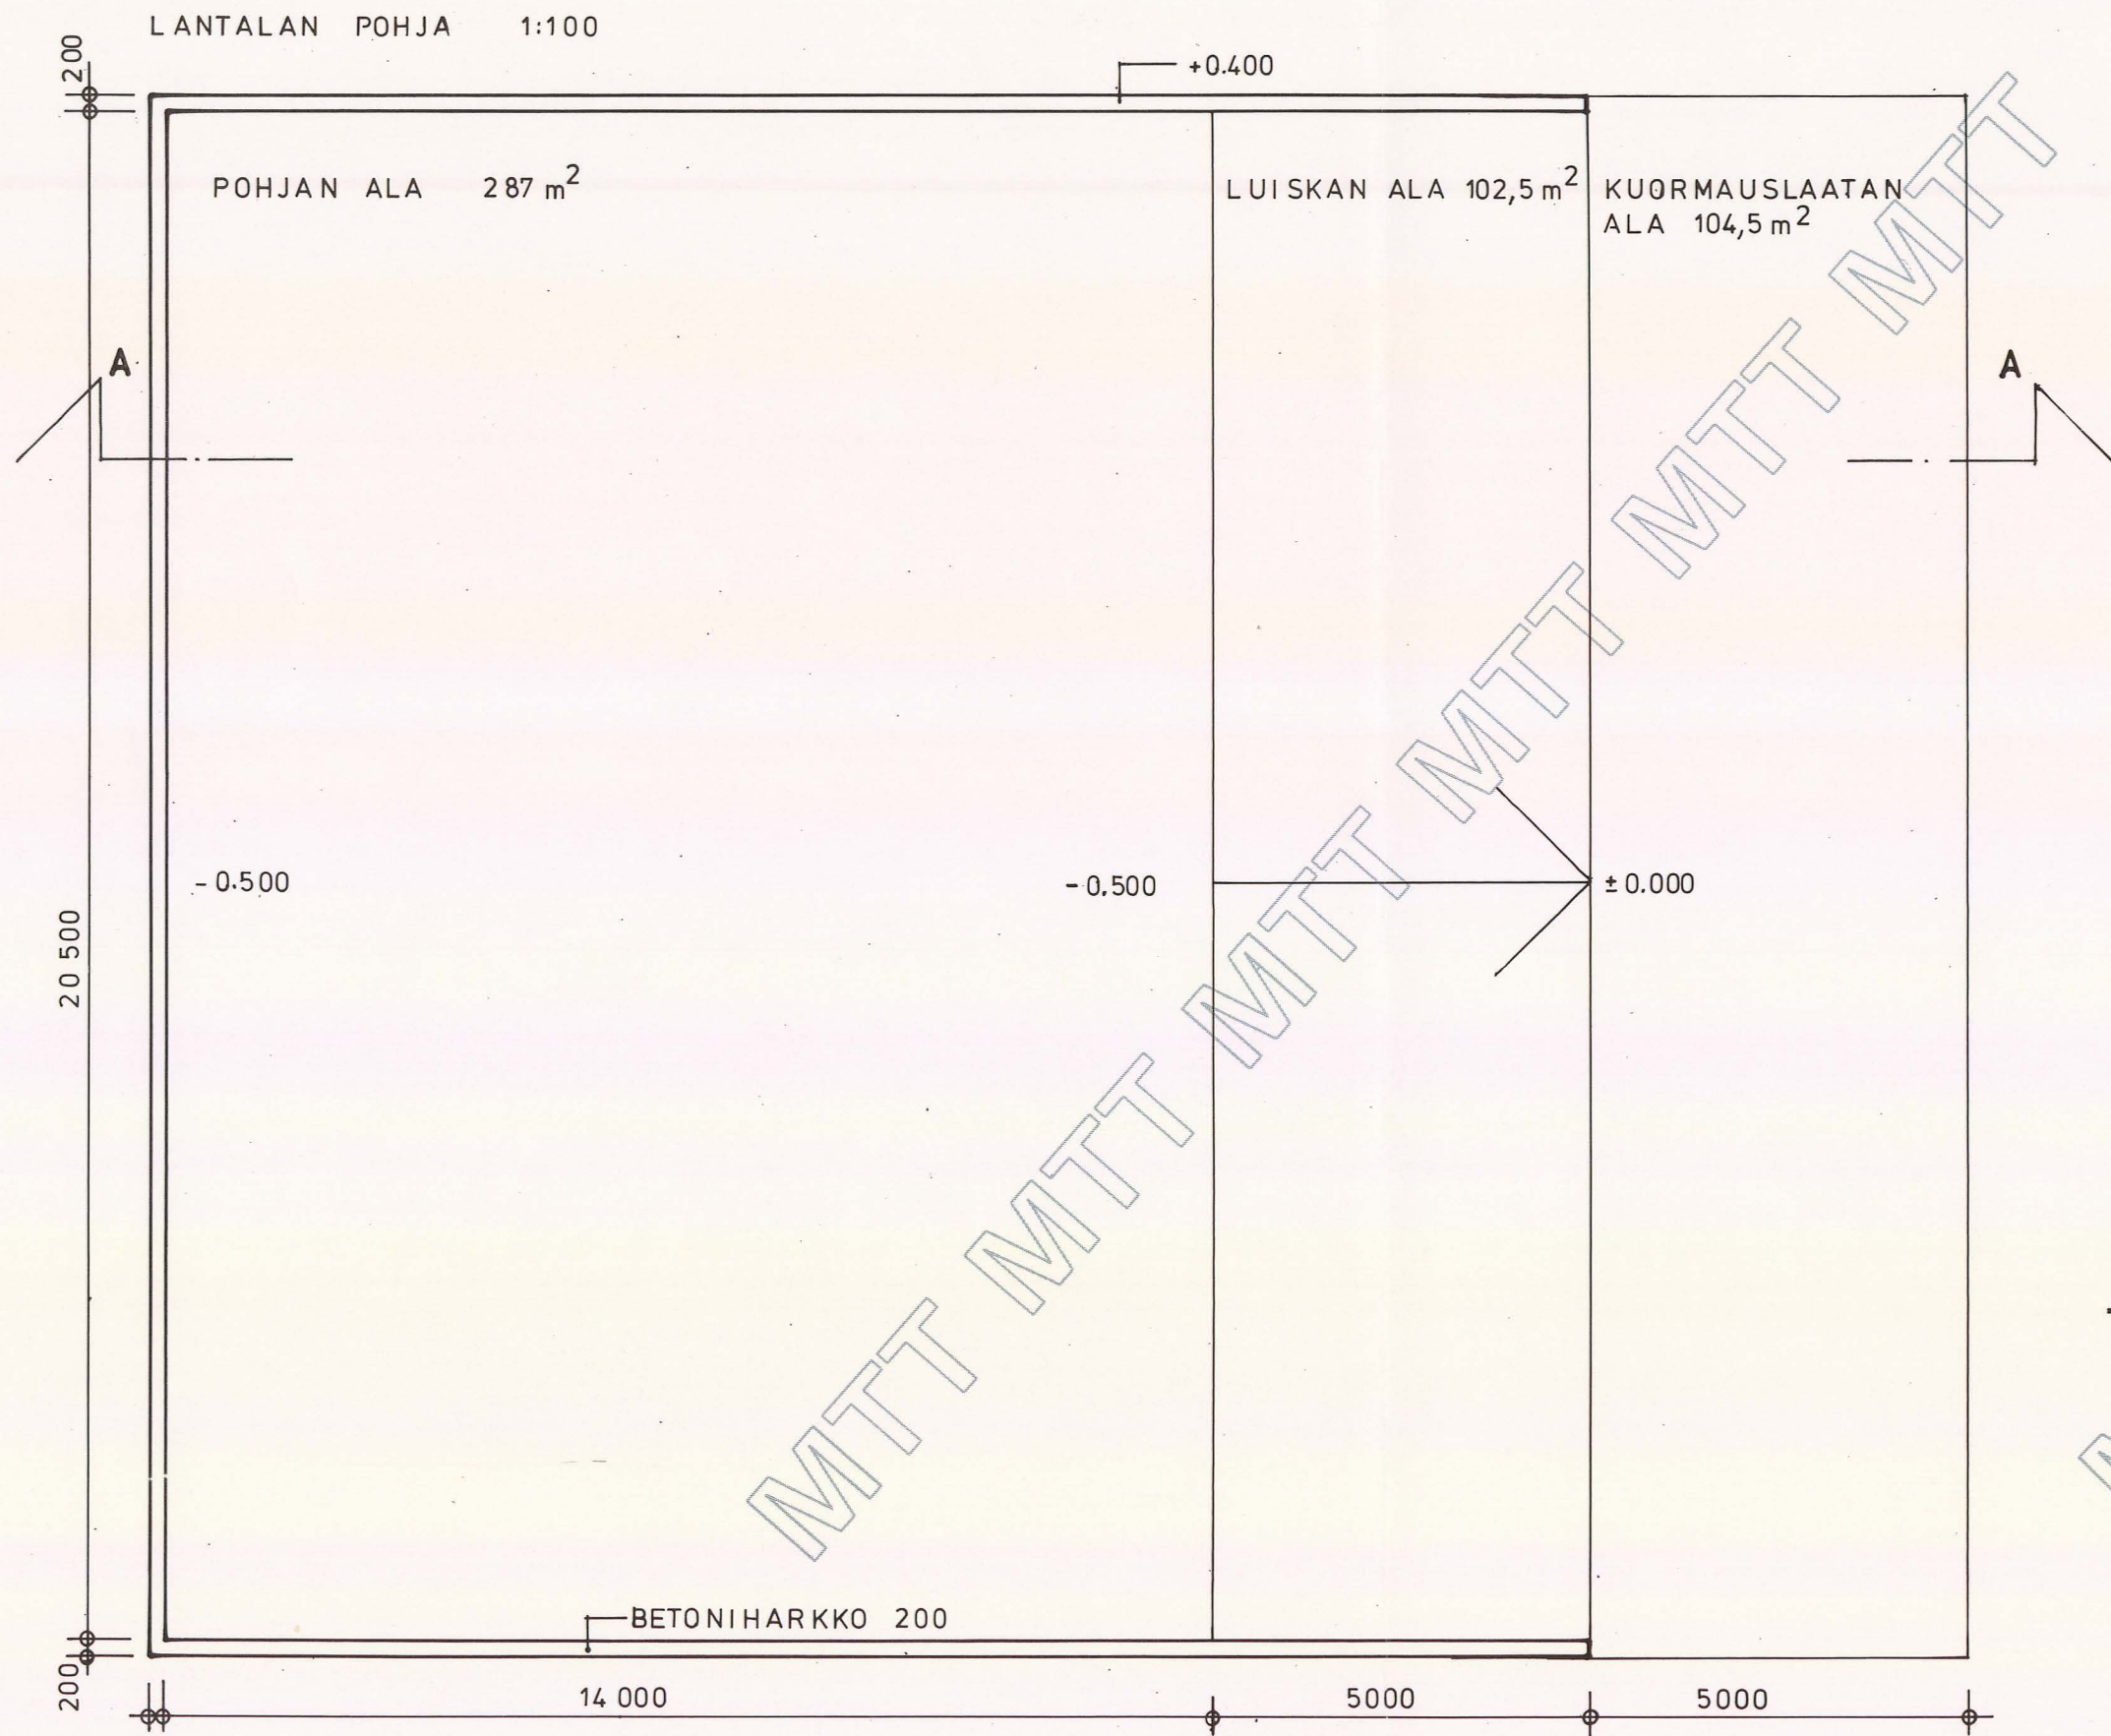 LANTALAN POHJA 1:100
200
+0.400
POHJAN ALA 287 m²
LUISKAN ALA 102,5 m²
KUORMAUSLAATAN
ALA 104,5 m²
A
A
-0.500
-0.500
±0.000
20 500
BETONIHARKKO 200
200
14 000
5000
5000
MTT MTT MTT MTT MTT MTT